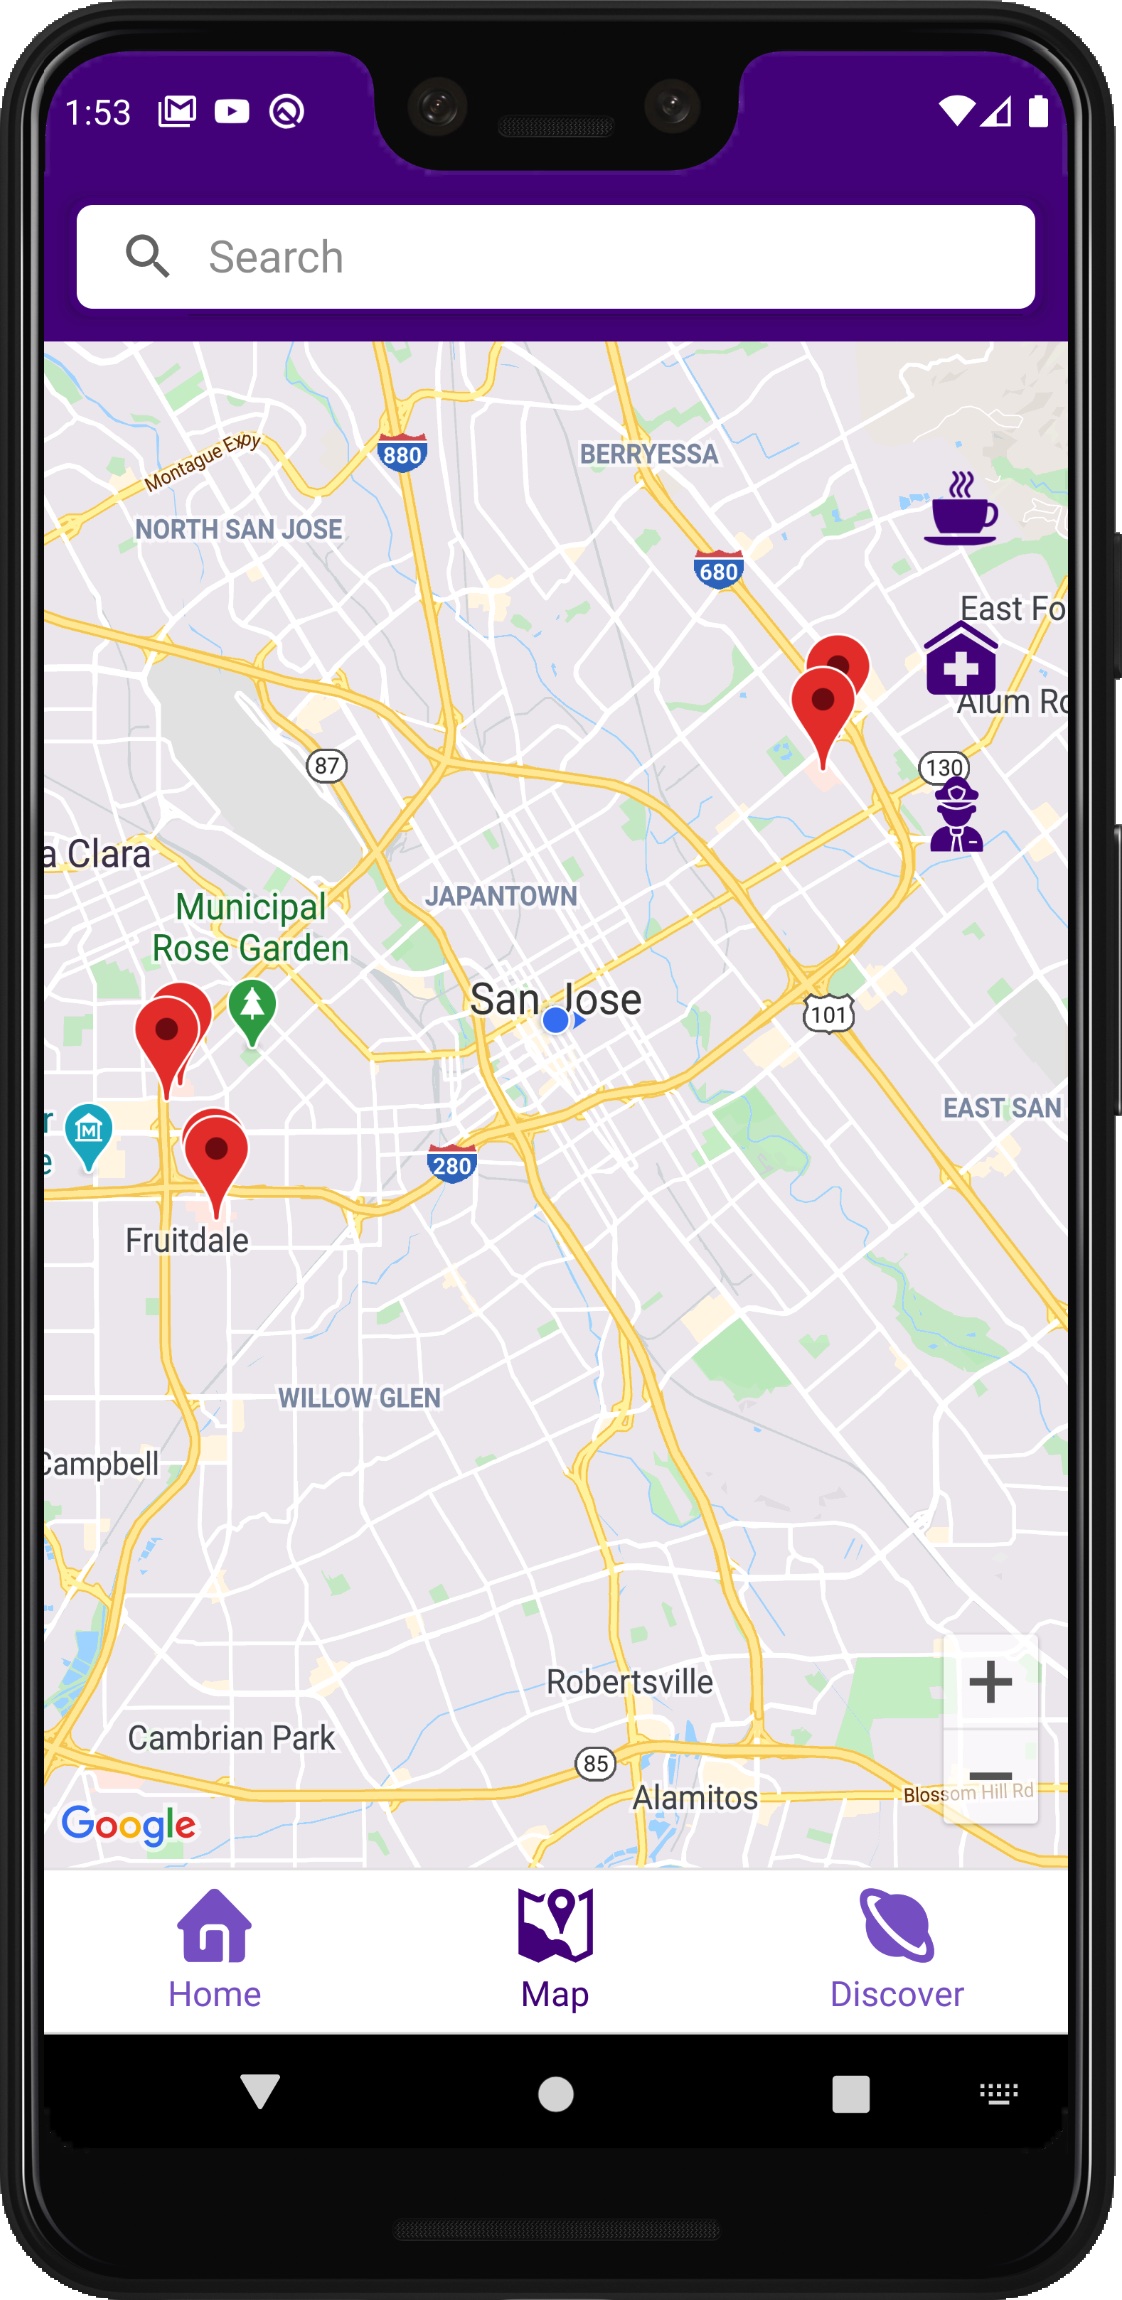 1:53
Search
880
BERRYESSA
Montague Expy
NORTH SAN JOSE
680
East Fo
Alum Ro
87
130
a Clara
JAPANTOWN
Municipal
Rose Garden
San Jose
101
EAST SAN
r
e
M
280
Fruitdale
WILLOW GLEN
Campbell
Robertsville
Cambrian Park
85
Alamitos
Blossom Hill Rd
+
−
Google
Home
Map
Discover